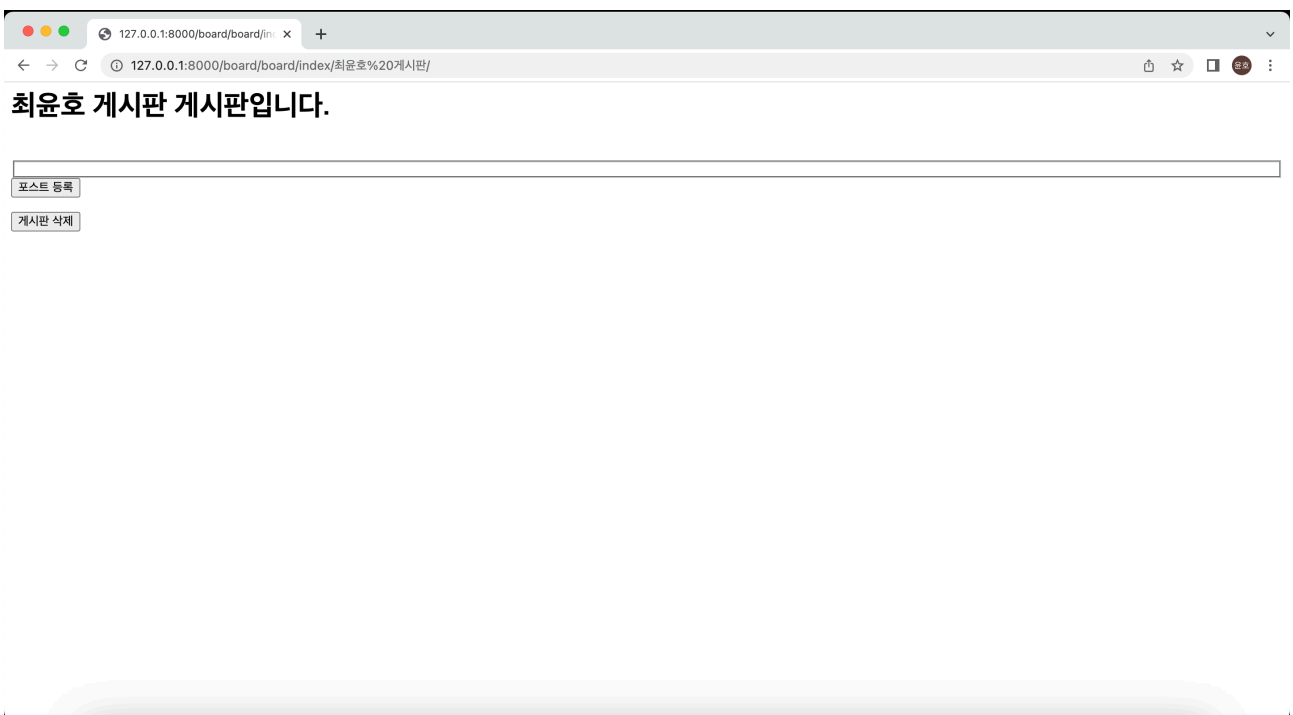 127.0.0.1:8000/board/board/in
127.0.0.1:8000/board/board/index/최윤호%20게시판/
윤호
최윤호 게시판 게시판입니다.
포스트 등록
게시판 삭제